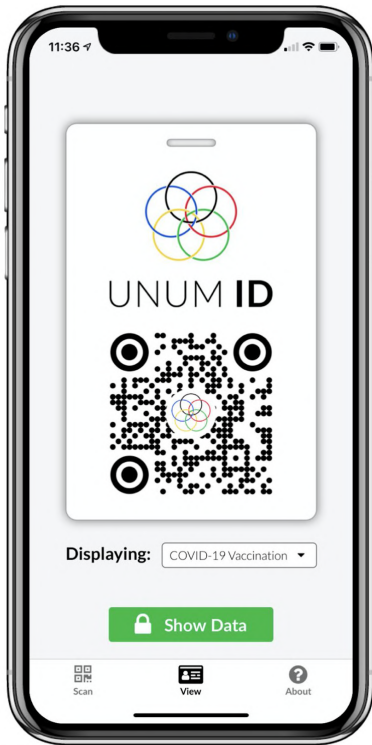 11:36
UNUM ID
Displaying: COVID-19 Vaccination
Show Data
Scan View About